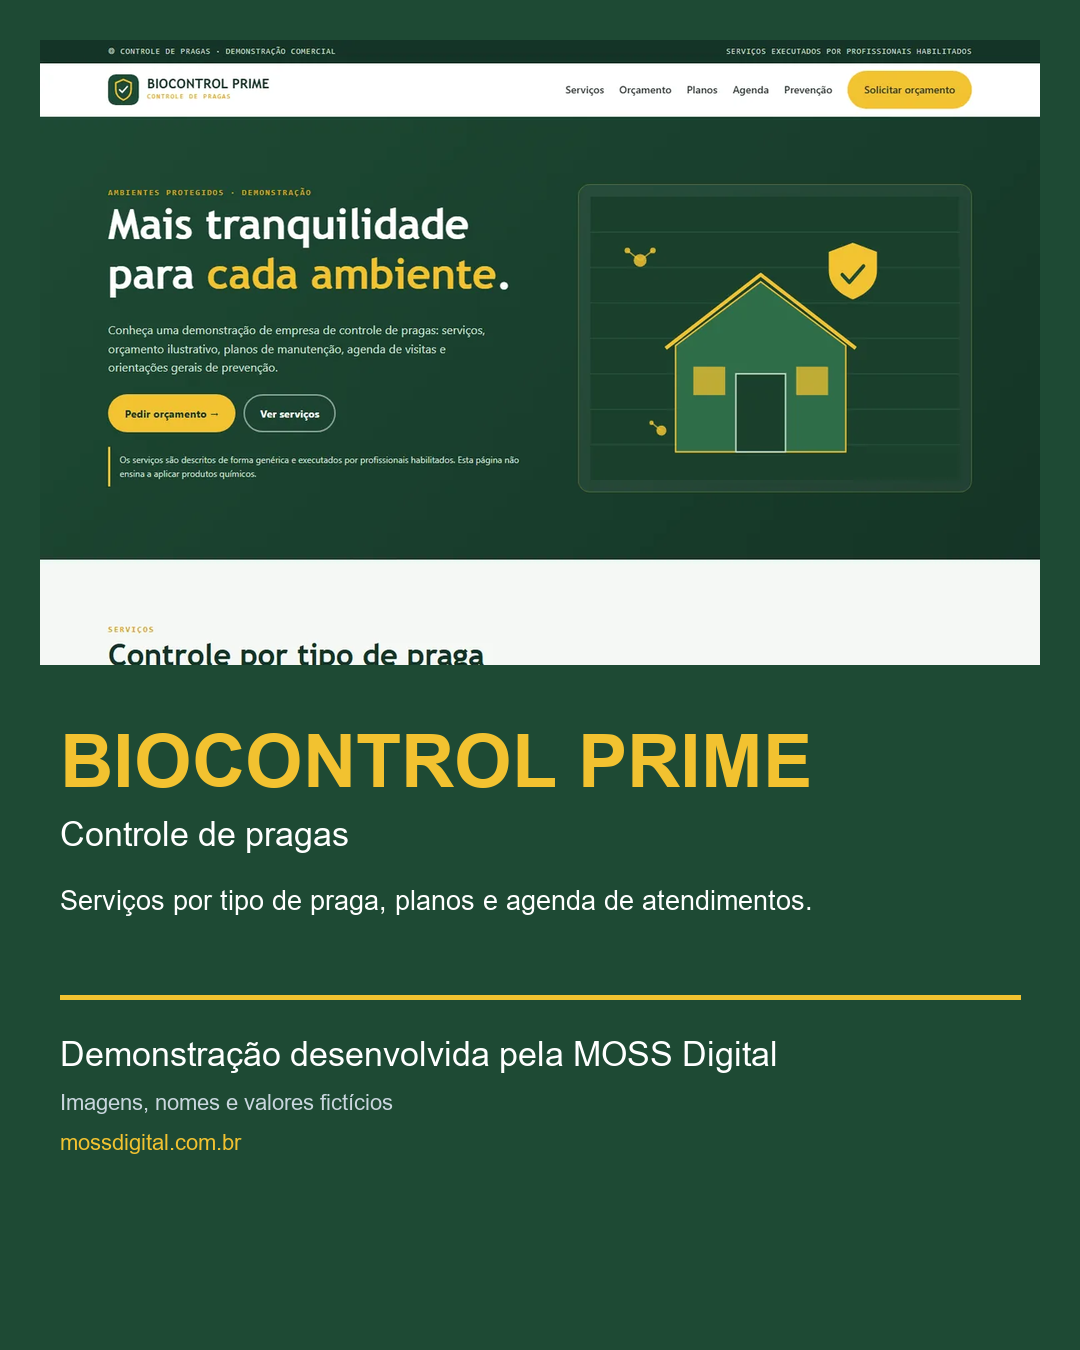 CONTROLE DE PRAGAS · DEMONSTRAÇÃO COMERCIAL
SERVIÇOS EXECUTADOS POR PROFISSIONAIS HABILITADOS
BIOCONTROL PRIME
CONTROLE DE PRAGAS
Serviços Orçamento Planos Agenda Prevenção Solicitar orçamento
AMBIENTES PROTEGIDOS · DEMONSTRAÇÃO
Mais tranquilidade
para cada ambiente.
Conheça uma demonstração de empresa de controle de pragas: serviços,
orçamento ilustrativo, planos de manutenção, agenda de visitas e
orientações gerais de prevenção.
Pedir orçamento → Ver serviços
Os serviços são descritos de forma genérica e executados por profissionais habilitados. Esta página não
ensina a aplicar produtos químicos.
SERVIÇOS
Controle por tipo de praga
BIOCONTROL PRIME
Controle de pragas
Serviços por tipo de praga, planos e agenda de atendimentos.
Demonstração desenvolvida pela MOSS Digital
Imagens, nomes e valores fictícios
mossdigital.com.br